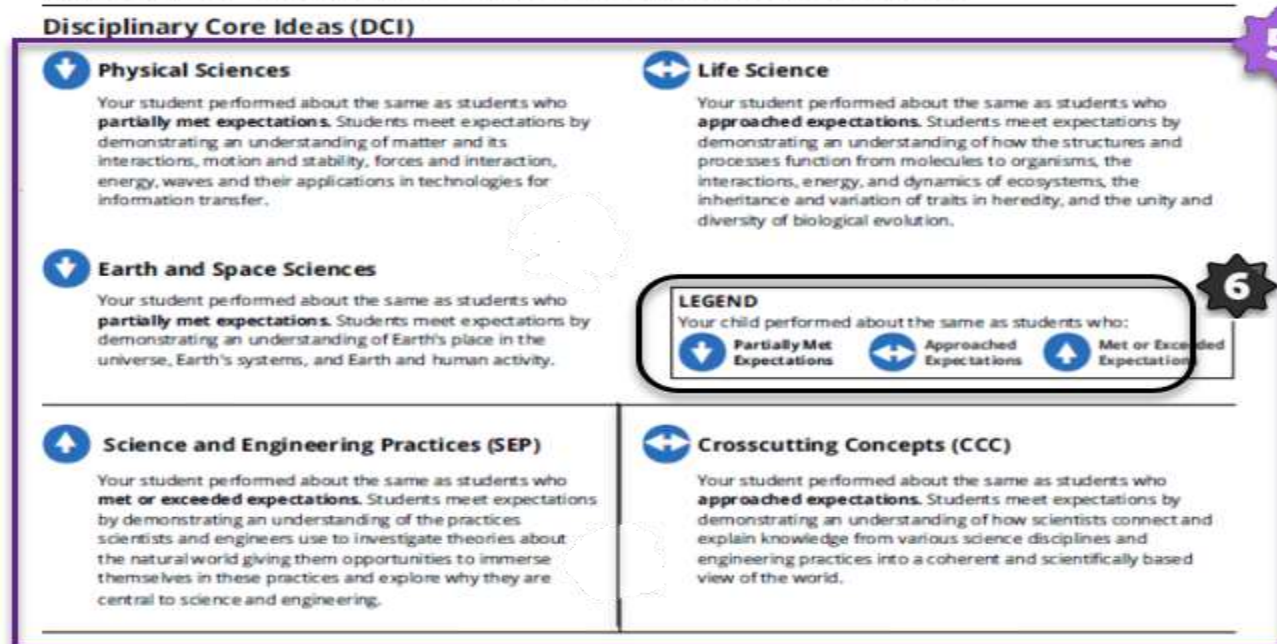 Disciplinary Core Ideas (DCI)
5
Physical Sciences
Your student performed about the same as students who
partially met expectations. Students meet expectations by
demonstrating an understanding of matter and its
interactions, motion and stability, forces and interaction,
energy, waves and their applications in technologies for
information transfer.
Life Science
Your student performed about the same as students who
approached expectations. Students meet expectations by
demonstrating an understanding of how the structures and
processes function from molecules to organisms, the
interactions, energy, and dynamics of ecosystems, the
inheritance and variation of traits in heredity, and the unity and
diversity of biological evolution.
Earth and Space Sciences
Your student performed about the same as students who
partially met expectations. Students meet expectations by
demonstrating an understanding of Earth's place in the
universe, Earth's systems, and Earth and human activity.
6
LEGEND
Your child performed about the same as students who:
Partially Met
Expectations
Approached
Expectations
Met or Exceeded
Expectations
Science and Engineering Practices (SEP)
Your student performed about the same as students who
met or exceeded expectations. Students meet expectations
by demonstrating an understanding of the practices
scientists and engineers use to investigate theories about
the natural world giving them opportunities to immerse
themselves in these practices and explore why they are
central to science and engineering.
Crosscutting Concepts (CCC)
Your student performed about the same as students who
approached expectations. Students meet expectations by
demonstrating an understanding of how scientists connect and
explain knowledge from various science disciplines and
engineering practices into a coherent and scientifically based
view of the world.